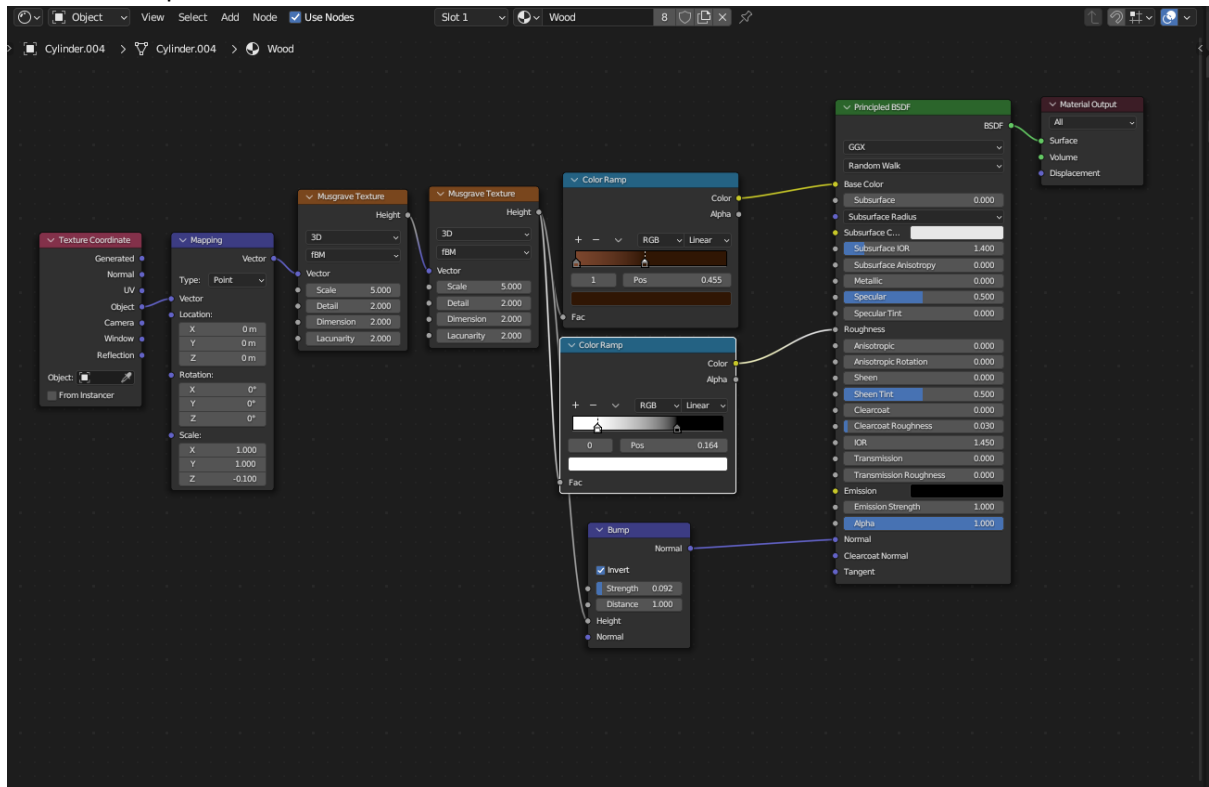 Object View Select Add Node Use Nodes Slot 1 Wood 8
Cylinder.004 > Cylinder.004 > Wood
Texture Coordinate
Generated
Normal
UV
Object
Camera
Window
Reflection
Object:
From Instancer
Mapping
Vector
Type: Point
Vector
Location:
X 0 m
Y 0 m
Z 0 m
Rotation:
X 0°
Y 0°
Z 0°
Scale:
X 1.000
Y 1.000
Z -0.100
Musgrave Texture
Height
3D
fBM
Vector
Scale 5.000
Detail 2.000
Dimension 2.000
Lacunarity 2.000
Musgrave Texture
Height
3D
fBM
Vector
Scale 5.000
Detail 2.000
Dimension 2.000
Lacunarity 2.000
Color Ramp
Color
Alpha
+ − RGB Linear
1 Pos 0.455
Fac
Color Ramp
Color
Alpha
+ − RGB Linear
0 Pos 0.164
Fac
Bump
Normal
Invert
Strength 0.092
Distance 1.000
Height
Normal
Principled BSDF
BSDF
GGX
Random Walk
Base Color
Subsurface 0.000
Subsurface Radius
Subsurface C...
Subsurface IOR 1.400
Subsurface Anisotropy 0.000
Metallic 0.000
Specular 0.500
Specular Tint 0.000
Roughness
Anisotropic 0.000
Anisotropic Rotation 0.000
Sheen 0.000
Sheen Tint 0.500
Clearcoat 0.000
Clearcoat Roughness 0.030
IOR 1.450
Transmission 0.000
Transmission Roughness 0.000
Emission
Emission Strength 1.000
Alpha 1.000
Normal
Clearcoat Normal
Tangent
Material Output
All
Surface
Volume
Displacement